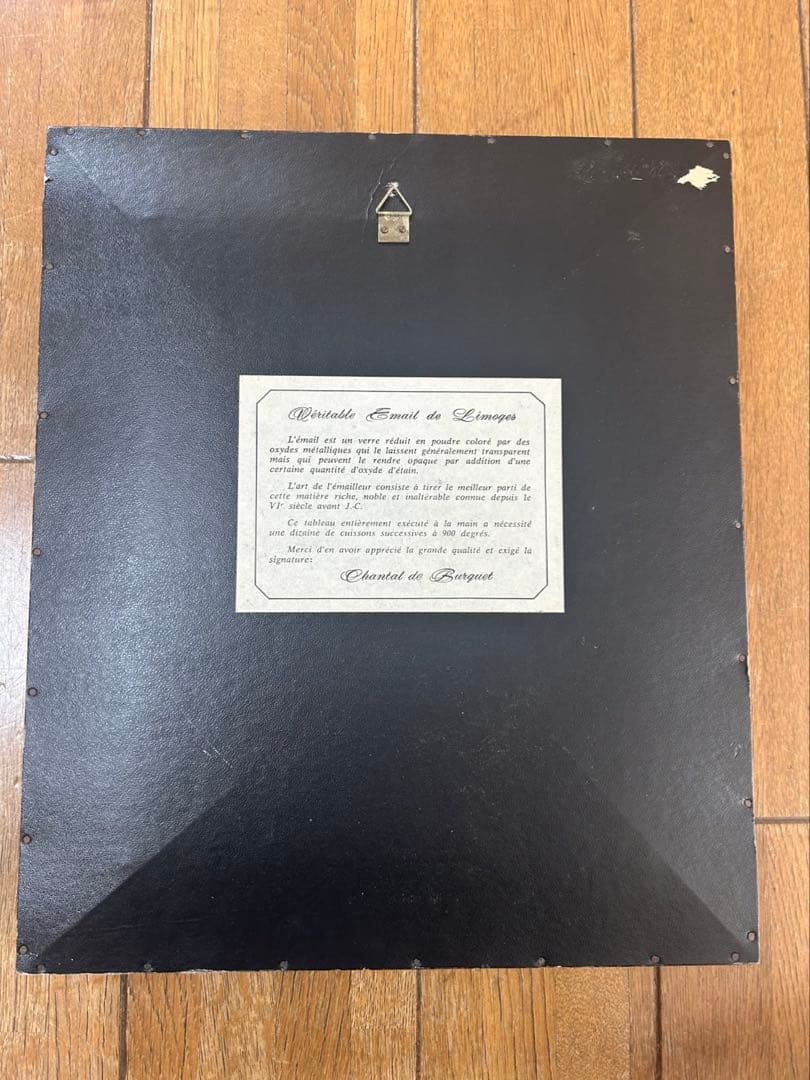 Véritable Email de Limoges
L'émail est un verre réduit en poudre coloré par des
oxydes métalliques qui le laissent généralement transparent
mais qui peuvent le rendre opaque par addition d'une
certaine quantité d'oxyde d'étain.
L'art de l'émailleur consiste à tirer le meilleur parti de
cette matière riche, noble et inaltérable connue depuis le
VIe siècle avant J.-C.
Ce tableau entièrement exécuté à la main a nécessité
une dizaine de cuissons successives à 900 degrés.
Merci d'en avoir apprécié la grande qualité et exigé la
signature:
Chantal de Burguet